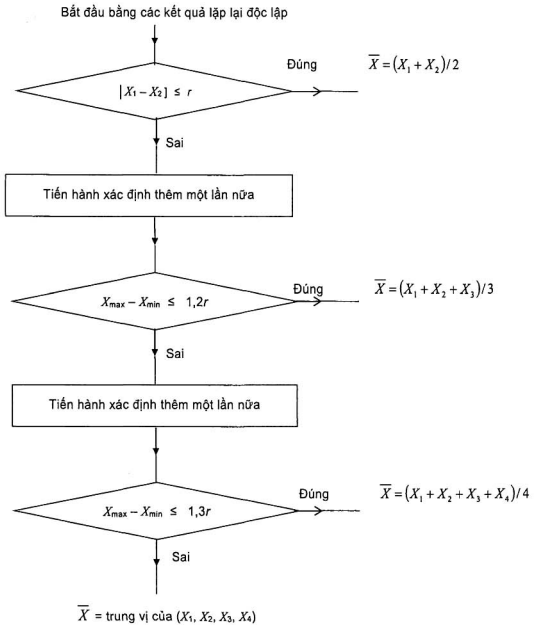 Bắt đầu bằng các kết quả lặp lại độc lập
Đúng
X̅ = (X₁ + X₂)/2
|X₁ – X₂| ≤ r
Sai
Tiến hành xác định thêm một lần nữa
Đúng
X̅ = (X₁ + X₂ + X₃)/3
Xmax – Xmin ≤ 1,2r
Sai
Tiến hành xác định thêm một lần nữa
Đúng
X̅ = (X₁ + X₂ + X₃ + X₄)/4
Xmax – Xmin ≤ 1,3r
Sai
X̅ = trung vị của (X₁, X₂, X₃, X₄)